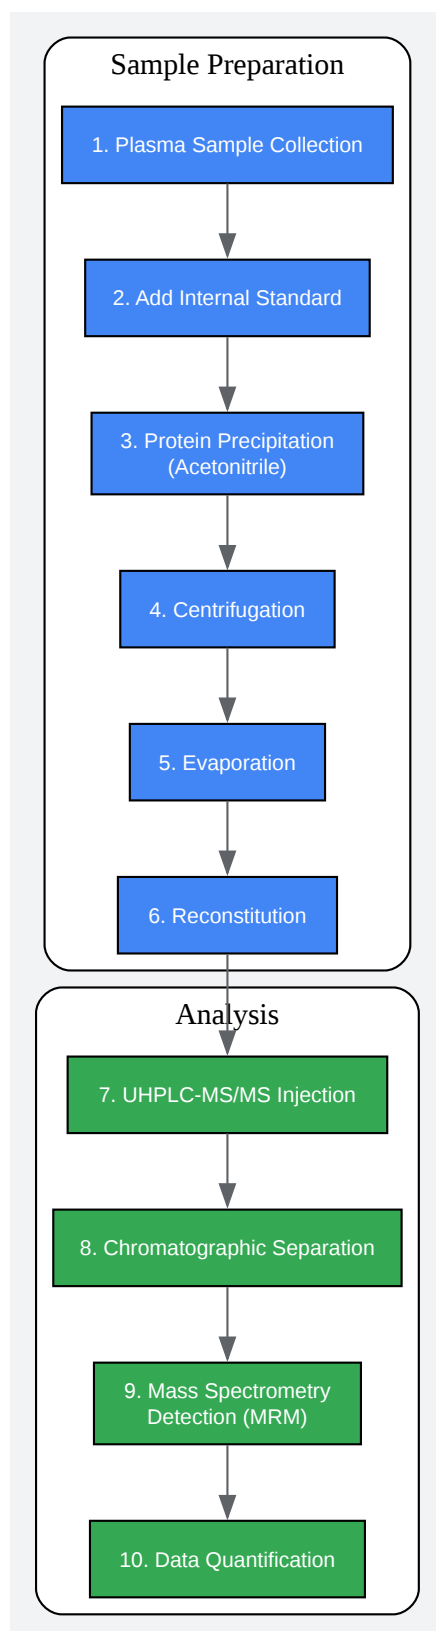 Sample Preparation
1. Plasma Sample Collection
2. Add Internal Standard
3. Protein Precipitation
(Acetonitrile)
4. Centrifugation
5. Evaporation
6. Reconstitution
Analysis
7. UHPLC-MS/MS Injection
8. Chromatographic Separation
9. Mass Spectrometry
Detection (MRM)
10. Data Quantification